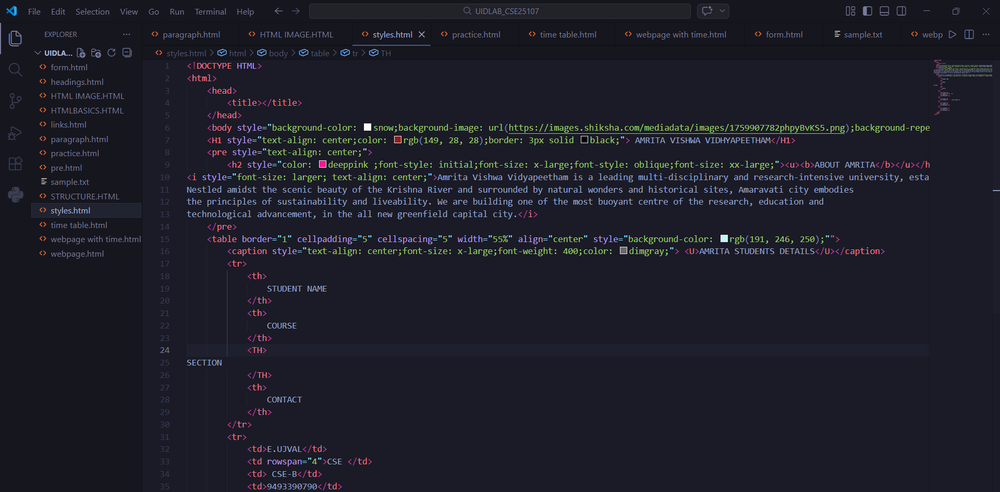 File Edit Selection View Go Run Terminal Help
UIDLAB_CSE25107
EXPLORER
UIDLA...
form.html
headings.html
HTML IMAGE.HTML
HTMLBASICS.HTML
links.html
paragraph.html
practice.html
pre.html
sample.txt
STRUCTURE.HTML
styles.html
time table.html
webpage with time.html
webpage.html
paragraph.html HTML IMAGE.HTML styles.html practice.html time table.html webpage with time.html form.html sample.txt webp
styles.html > html > body > table > tr > TH
1 <!DOCTYPE HTML>
2 <html>
3 <head>
4 <title></title>
5 </head>
6 <body style="background-color: snow;background-image: url(https://images.shiksha.com/mediadata/images/1759907782phpyBvKS5.png);background-repe
7 <H1 style="text-align: center;color: rgb(149, 28, 28);border: 3px solid black;"> AMRITA VISHWA VIDHYAPEETHAM</H1>
8 <pre style="text-align: center;">
9 <h2 style="color: deeppink ;font-style: initial;font-size: x-large;font-style: oblique;font-size: xx-large;"><u><b>ABOUT AMRITA</b></u></h
10 <i style="font-size: larger; text-align: center;">Amrita Vishwa Vidyapeetham is a leading multi-disciplinary and research-intensive university, esta
11 Nestled amidst the scenic beauty of the Krishna River and surrounded by natural wonders and historical sites, Amaravati city embodies
12 the principles of sustainability and liveability. We are building one of the most buoyant centre of the research, education and
13 technological advancement, in the all new greenfield capital city.</i>
14 </pre>
15 <table border="1" cellpadding="5" cellspacing="5" width="55%" align="center" style="background-color: rgb(191, 246, 250);"">
16 <caption style="text-align: center;font-size: x-large;font-weight: 400;color: dimgray;"> <U>AMRITA STUDENTS DETAILS</U></caption>
17 <tr>
18 <th>
19 STUDENT NAME
20 </th>
21 <th>
22 COURSE
23 </th>
24 <TH>
25 SECTION
26 </TH>
27 <th>
28 CONTACT
29 </th>
30 </tr>
31 <tr>
32 <td>E.UJVAL</td>
33 <td rowspan="4">CSE </td>
34 <td> CSE-B</td>
35 <td>9493390790</td>